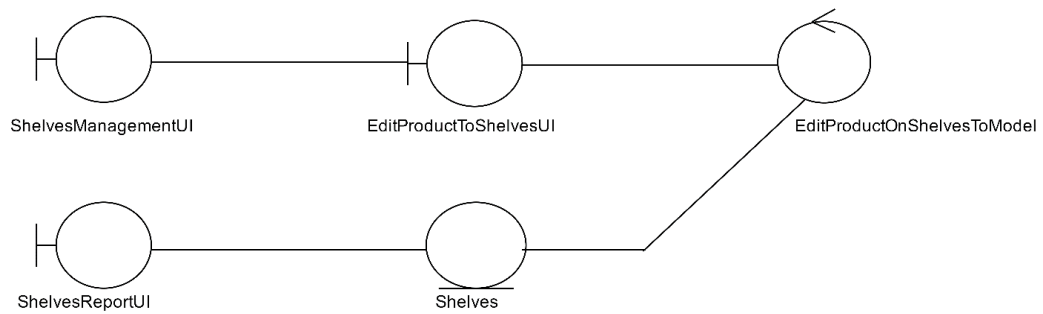 ShelvesManagementUI
EditProductToShelvesUI
EditProductOnShelvesToModel
ShelvesReportUI
Shelves